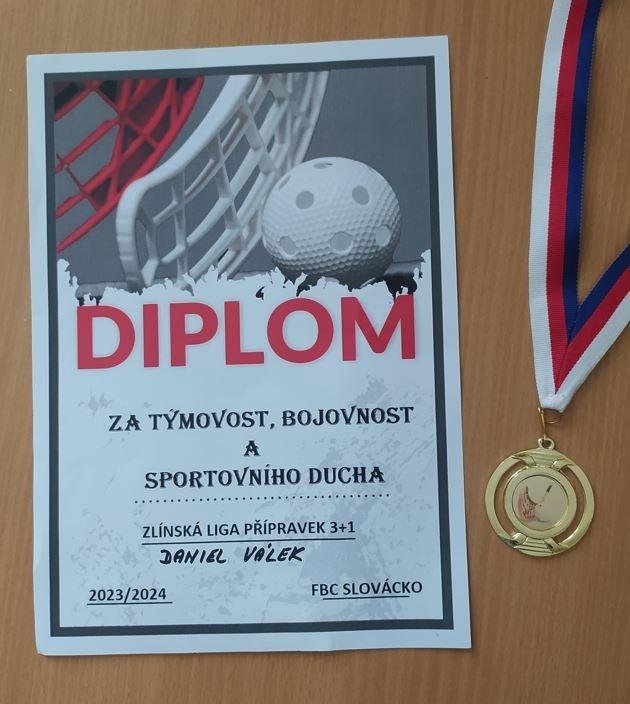 DIPLOM
ZA TÝMOVOST, BOJOVNOST
A
SPORTOVNÍHO DUCHA
ZLÍNSKÁ LIGA PŘÍPRAVEK 3+1
DANIEL VÁLEK
2023/2024 FBC SLOVÁCKO